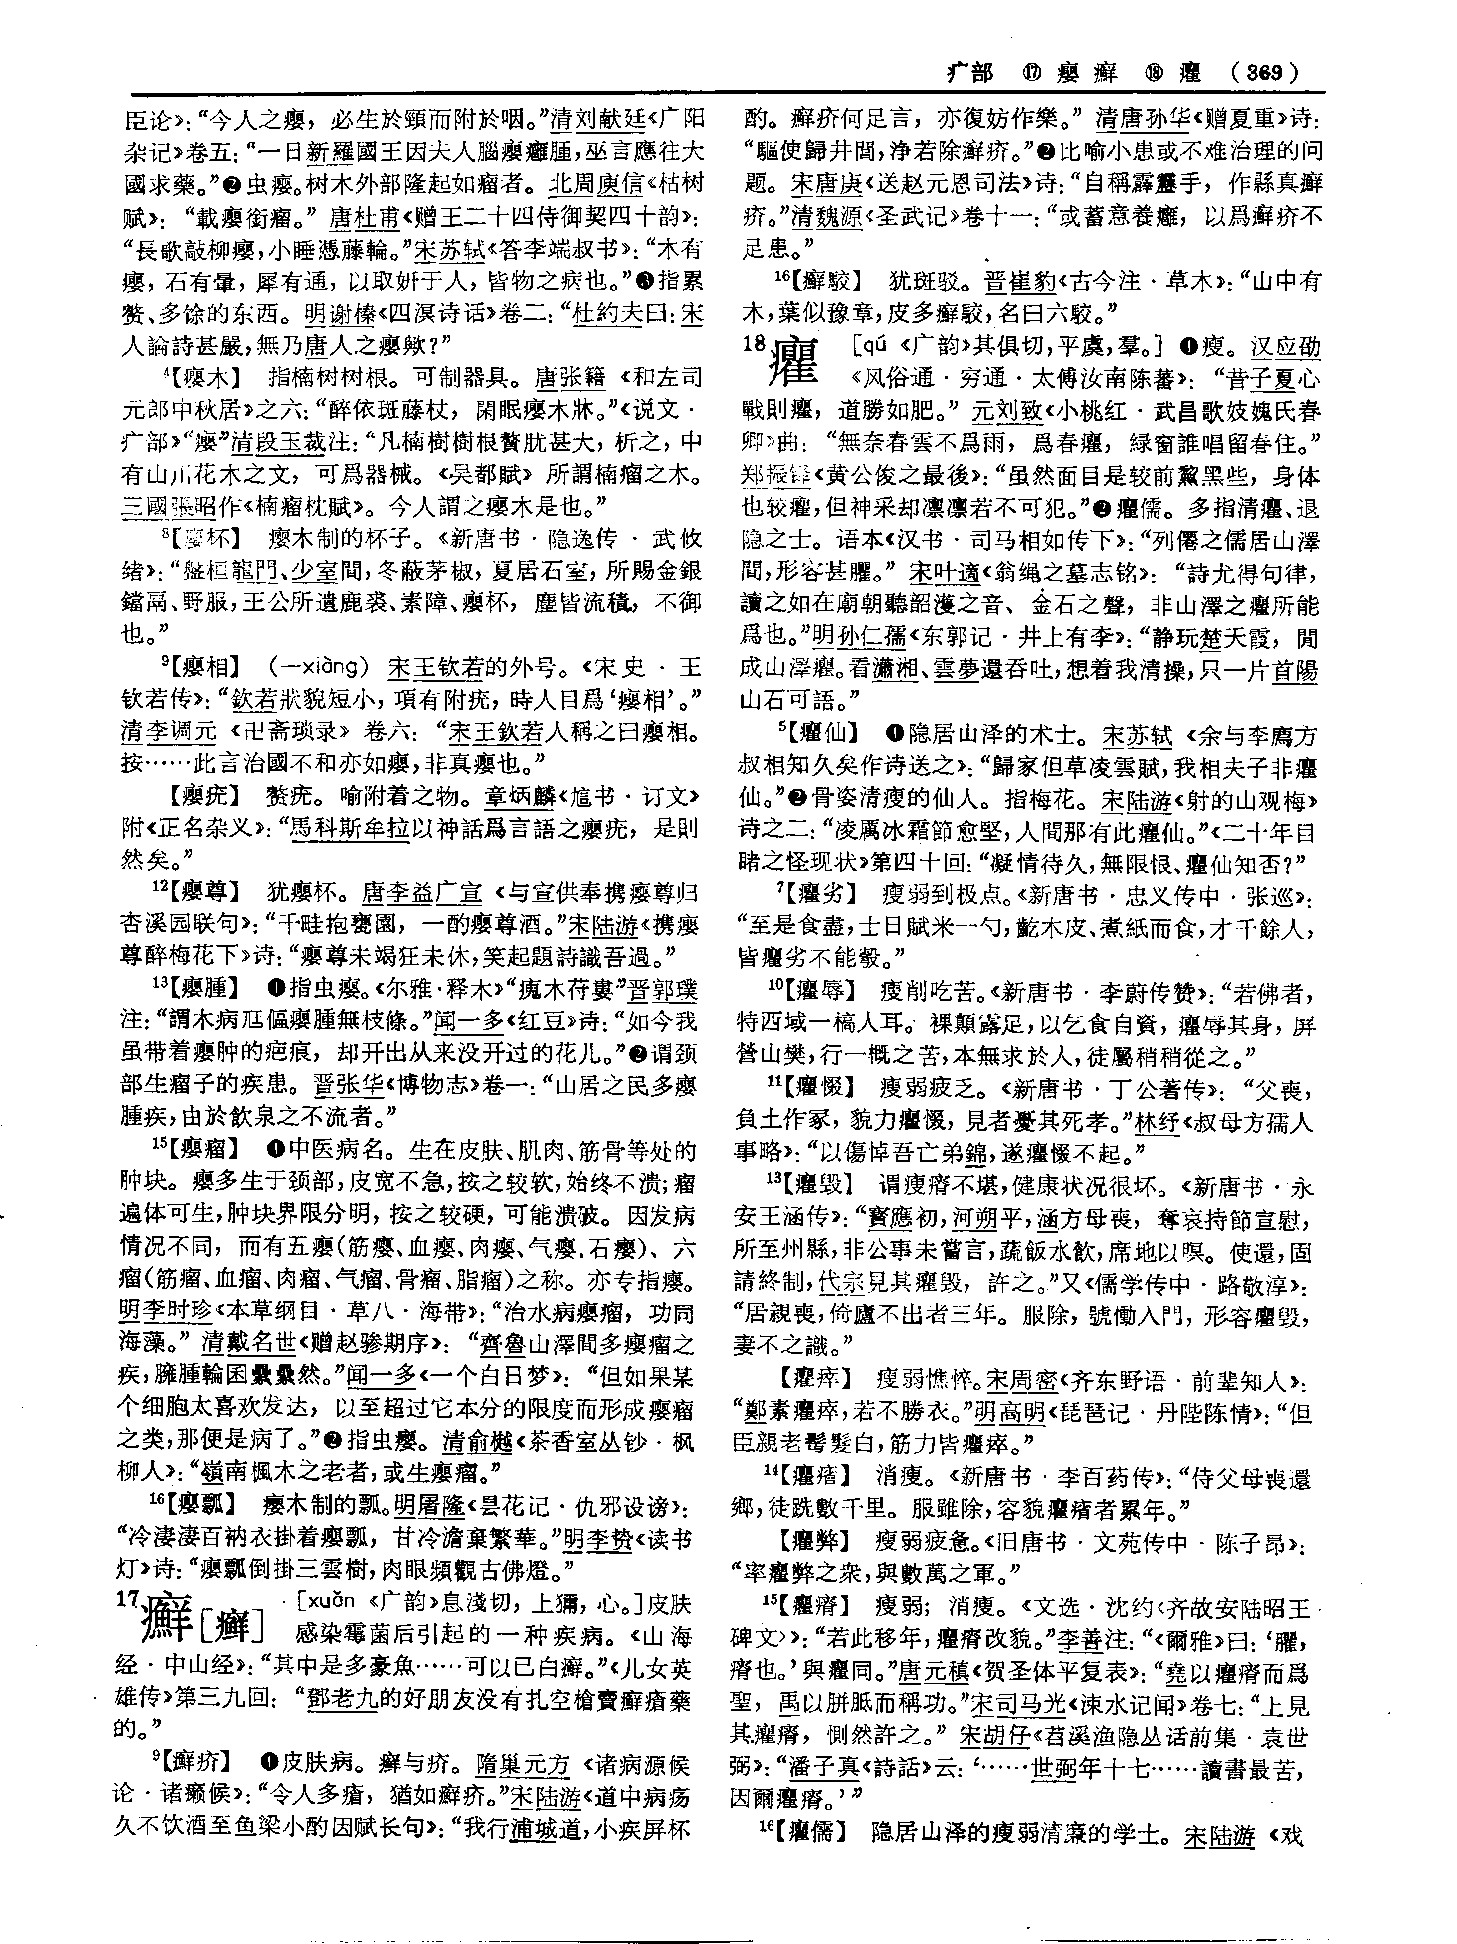 疒部　⑰ 瘿 癬　⑱ 癯　（369）
臣论》：“今人之瘿，必生於頸而附於咽。”清刘献廷《广阳
杂记》卷五：“一日新羅國王因夫人腦瘿癰腫，巫言應往大
國求藥。”❷虫瘿。树木外部隆起如瘤者。北周庾信《枯树
赋》：“載瘿銜瘤。”唐杜甫《赠王二十四侍御契四十韵》：
“長歌敲柳瘿，小睡憑藤輪。”宋苏轼《答李端叔书》：“木有
瘿，石有暈，犀有通，以取妍于人，皆物之病也。”❸指累
赘、多馀的东西。明谢榛《四溟诗话》卷二：“杜約夫曰：宋
人論詩甚嚴，無乃唐人之瘿歟？”
4【瘿木】　指楠树树根。可制器具。唐张籍《和左司
元郎中秋居》之六：“醉依斑藤杖，閑眠瘿木牀。”《说文·
疒部》“瘿”清段玉裁注：“凡楠樹樹根贅肬甚大，析之，中
有山川花木之文，可爲器械。《吴都賦》所謂楠瘤之木。
三國張昭作《楠瘤枕賦》。今人謂之瘿木是也。”
8【瘿杯】　瘿木制的杯子。《新唐书·隐逸传·武攸
绪》：“盤桓龍門、少室間，冬蔽茅椒，夏居石室，所賜金銀
鐺鬲、野服，王公所遺鹿裘、素障、瘿杯，塵皆流積，不御
也。”
9【瘿相】　（—xiàng）宋王钦若的外号。《宋史·王
钦若传》：“欽若狀貌短小，項有附疣，時人目爲‘瘿相’。”
清李调元《卍斋琐录》卷六：“宋王欽若人稱之曰瘿相。
按……此言治國不和亦如瘿，非真瘿也。”
【瘿疣】　赘疣。喻附着之物。章炳麟《訄书·订文》
附《正名杂义》：“馬科斯牟拉以神話爲言語之瘿疣，是則
然矣。”
12【瘿尊】　犹瘿杯。唐李益广宣《与宣供奉携瘿尊归
杏溪园联句》：“千畦抱甕園，一酌瘿尊酒。”宋陆游《携瘿
尊醉梅花下》诗：“瘿尊未竭狂未休，笑起題詩識吾過。”
13【瘿腫】　❶指虫瘿。《尔雅·释木》“瘣木苻婁”晋郭璞
注：“謂木病尫傴瘿腫無枝條。”闻一多《红豆》诗：“如今我
虽带着瘿肿的疤痕，却开出从来没开过的花儿。”❷谓颈
部生瘤子的疾患。晋张华《博物志》卷一：“山居之民多瘿
腫疾，由於飲泉之不流者。”
15【瘿瘤】　❶中医病名。生在皮肤、肌肉、筋骨等处的
肿块。瘿多生于颈部，皮宽不急，按之较软，始终不溃；瘤
遍体可生，肿块界限分明，按之较硬，可能溃破。因发病
情况不同，而有五瘿（筋瘿、血瘿、肉瘿、气瘿、石瘿）、六
瘤（筋瘤、血瘤、肉瘤、气瘤、骨瘤、脂瘤）之称。亦专指瘿。
明李时珍《本草纲目·草八·海带》：“治水病瘿瘤，功同
海藻。”清戴名世《赠赵骖期序》：“齊魯山澤間多瘿瘤之
疾，臃腫輪囷纍纍然。”闻一多《一个白日梦》：“但如果某
个细胞太喜欢发达，以至超过它本分的限度而形成瘿瘤
之类，那便是病了。”❷指虫瘿。清俞樾《茶香室丛钞·枫
柳人》：“嶺南楓木之老者，或生瘿瘤。”
16【瘿瓢】　瘿木制的瓢。明屠隆《昙花记·仇邪设谤》：
“冷淒淒百衲衣掛着瘿瓢，甘冷澹棄繁華。”明李贽《读书
灯》诗：“瘿瓢倒掛三雲樹，肉眼頻觀古佛燈。”
17癬［癣］　［xuǎn《广韵》息淺切，上獮，心。］皮肤
感染霉菌后引起的一种疾病。《山海
经·中山经》：“其中是多豪魚……可以已白癬。”《儿女英
雄传》第三九回：“鄧老九的好朋友没有扎空槍賣癬瘡藥
的。”
9【癬疥】　❶皮肤病。癣与疥。隋巢元方《诸病源候
论·诸癞候》：“令人多瘡，猶如癬疥。”宋陆游《道中病疡
久不饮酒至鱼梁小酌因赋长句》：“我行浦城道，小疾屏杯
酌。癬疥何足言，亦復妨作樂。”清唐孙华《赠夏重》诗：
“驅使歸井閭，浄若除癬疥。”❷比喻小患或不难治理的问
题。宋唐庚《送赵元恩司法》诗：“自稱霹靂手，作縣真癬
疥。”清魏源《圣武记》卷十一：“或蓄意養癰，以爲癬疥不
足患。”
16【癬駮】　犹斑驳。晋崔豹《古今注·草木》：“山中有
木，葉似豫章，皮多癬駮，名曰六駮。”
18癯　［qú《广韵》其俱切，平虞，羣。］❶瘦。汉应劭
《风俗通·穷通·太傅汝南陈蕃》：“昔子夏心
戰則癯，道勝如肥。”元刘致《小桃红·武昌歌妓媿氏春
卿》曲：“無奈春雲不爲雨，爲春癯，緑窗誰唱留春住。”
郑振铎《黄公俊之最後》：“虽然面目是较前黧黑些，身体
也较癯，但神采却凛凛若不可犯。”❷癯儒。多指清癯、退
隐之士。语本《汉书·司马相如传下》：“列僊之儒居山澤
間，形容甚臞。”宋叶適《翁绳之墓志铭》：“詩尤得句律，
讀之如在廟朝聽韶濩之音、金石之聲，非山澤之癯所能
爲也。”明孙仁孺《东郭记·井上有李》：“静玩楚天霞，閒
成山澤癯。看瀟湘、雲夢還吞吐，想着我清操，只一片首陽
山石可語。”
5【癯仙】　❶隐居山泽的术士。宋苏轼《余与李廌方
叔相知久矣作诗送之》：“歸家但草凌雲賦，我相夫子非癯
仙。”❷骨姿清瘦的仙人。指梅花。宋陆游《射的山观梅》
诗之二：“凌厲冰霜節愈堅，人間那有此癯仙。”《二十年目
睹之怪现状》第四十回：“凝情待久，無限恨、癯仙知否？”
7【癯劣】　瘦弱到极点。《新唐书·忠义传中·张巡》：
“至是食盡，士日賦米一勺，齕木皮、煮紙而食，才千餘人，
皆癯劣不能彀。”
10【癯辱】　瘦削吃苦。《新唐书·李蔚传赞》：“若佛者，
特西域一槁人耳。裸顛露足，以乞食自資，癯辱其身，屏
營山樊，行一概之苦，本無求於人，徒屬稍稍從之。”
11【癯惙】　瘦弱疲乏。《新唐书·丁公著传》：“父喪，
負土作冢，貌力癯惙，見者憂其死孝。”林纾《叔母方孺人
事略》：“以傷悼吾亡弟錦，遂癯惙不起。”
13【癯毁】　谓瘦瘠不堪，健康状况很坏。《新唐书·永
安王涵传》：“寶應初，河朔平，涵方母喪，奪哀持節宣慰，
所至州縣，非公事未嘗言，蔬飯水飲，席地以暝。使還，固
請終制，代宗見其癯毁，許之。”又《儒学传中·路敬淳》：
“居親喪，倚廬不出者三年。服除，號慟入門，形容癯毁，
妻不之識。”
【癯瘁】　瘦弱憔悴。宋周密《齐东野语·前辈知人》：
“鄭素癯瘁，若不勝衣。”明高明《琵琶记·丹陛陈情》：“但
臣親老髩髮白，筋力皆癯瘁。”
14【癯瘠】　消瘦。《新唐书·李百药传》：“侍父母喪還
鄉，徒跣數千里。服雖除，容貌癯瘠者累年。”
【癯弊】　瘦弱疲惫。《旧唐书·文苑传中·陈子昂》：
“率癯弊之衆，與數萬之軍。”
15【癯瘠】　瘦弱；消瘦。《文选·沈约〈齐故安陆昭王
碑文〉》：“若此移年，癯瘠改貌。”李善注：“《爾雅》曰：‘臞，
瘠也。’與癯同。”唐元稹《贺圣体平复表》：“堯以癯瘠而爲
聖，禹以胼胝而稱功。”宋司马光《涑水记闻》卷七：“上見
其癯瘠，惻然許之。”宋胡仔《苕溪渔隐丛话前集·袁世
弼》：“潘子真《詩話》云：‘……世弼年十七……讀書最苦，
因爾癯瘠。’”
16【癯儒】　隐居山泽的瘦弱清癯的学士。宋陆游《戏